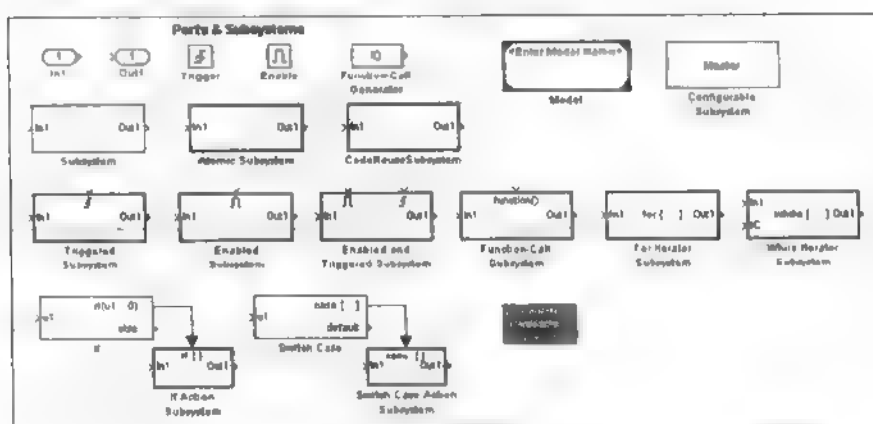 Ports & Subsystems
1
1
In1
Out1
Trigger
Enable
Function-Call
Generator
<Enter Model Name>
Model
Master
Configurable
Subsystem
In1 Out1
Subsystem
In1 Out1
Atomic Subsystem
In1 Out1
CodeReuseSubsystem
In1 Out1
Triggered
Subsystem
In1 Out1
Enabled
Subsystem
In1 Out1
Enabled and
Triggered Subsystem
function()
In1 Out1
Function-Call
Subsystem
In1 for { } Out1
For Iterator
Subsystem
In1
IC
while { } Out1
While Iterator
Subsystem
u1
else
If
In1 Out1
If Action
Subsystem
u1
case [ ]
default
Switch Case
In1 Out1
Switch Case Action
Subsystem